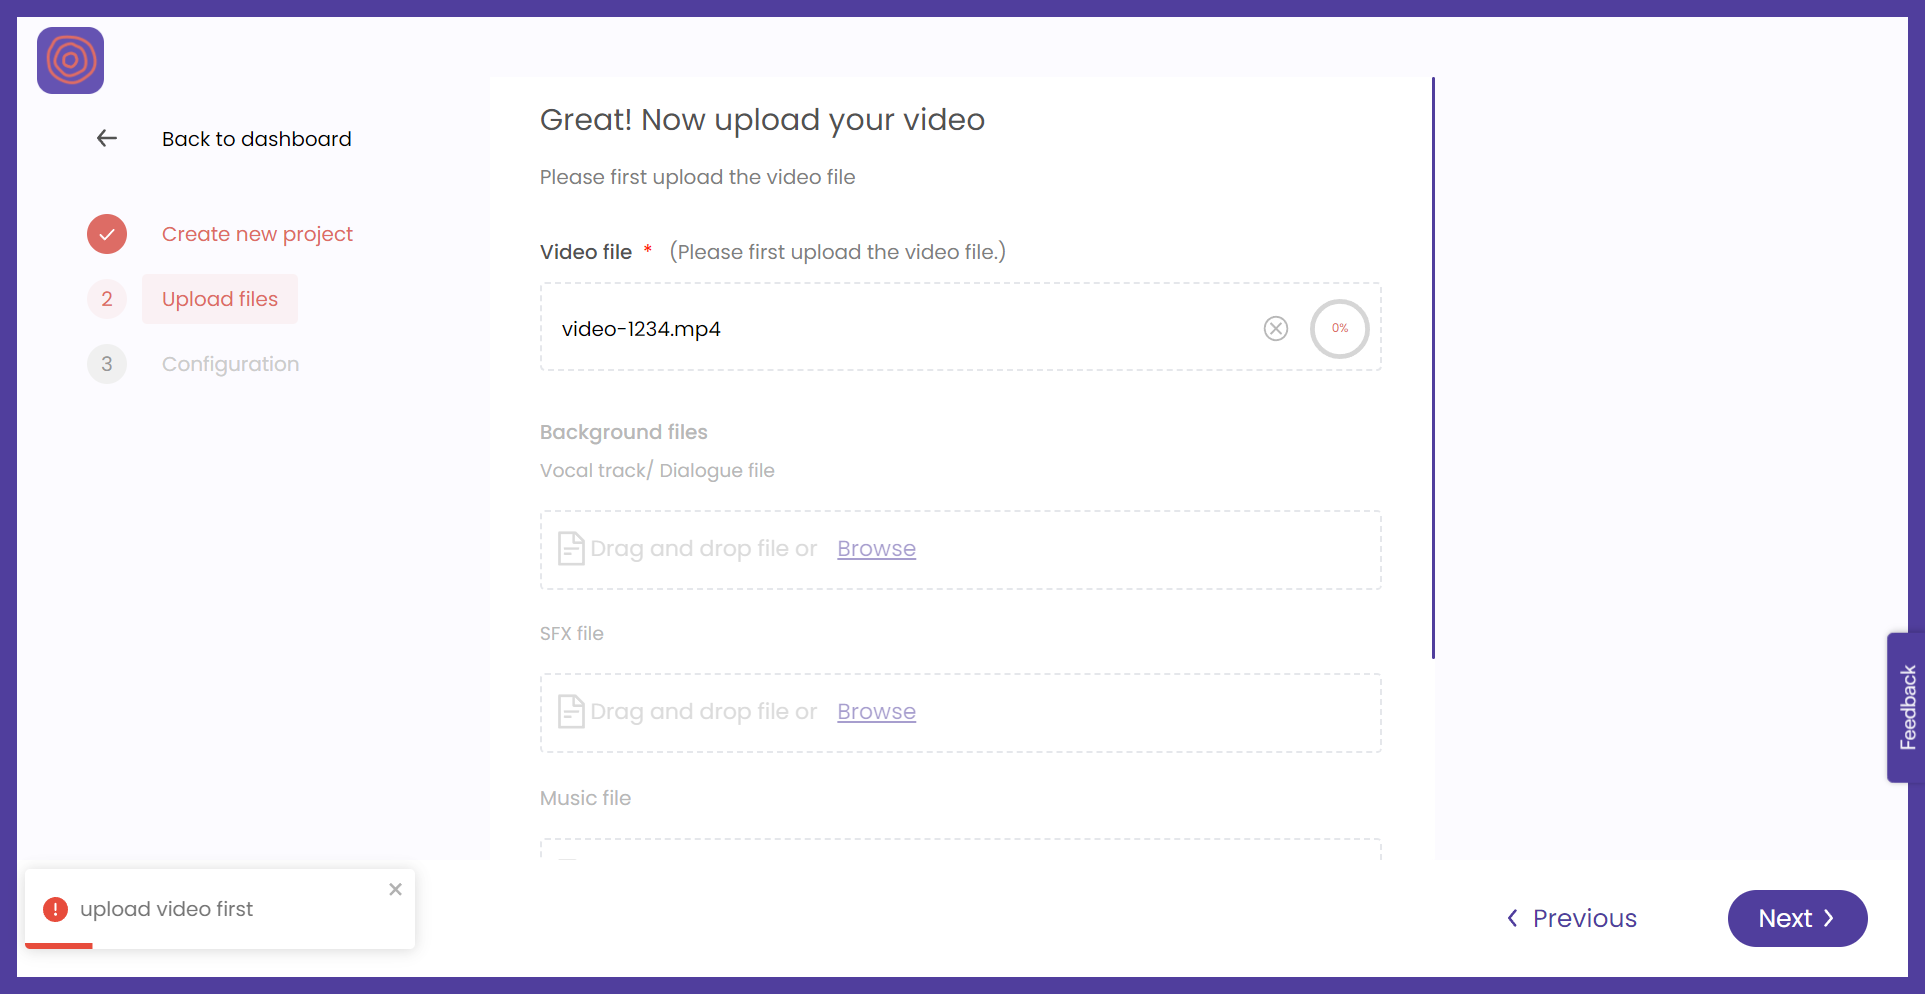 Back to dashboard
Create new project
2 Upload files
3 Configuration
Great! Now upload your video
Please first upload the video file
Video file * (Please first upload the video file.)
video-1234.mp4 0%
Background files
Vocal track/ Dialogue file
Drag and drop file or Browse
SFX file
Drag and drop file or Browse
Music file
Feedback
upload video first
Previous
Next